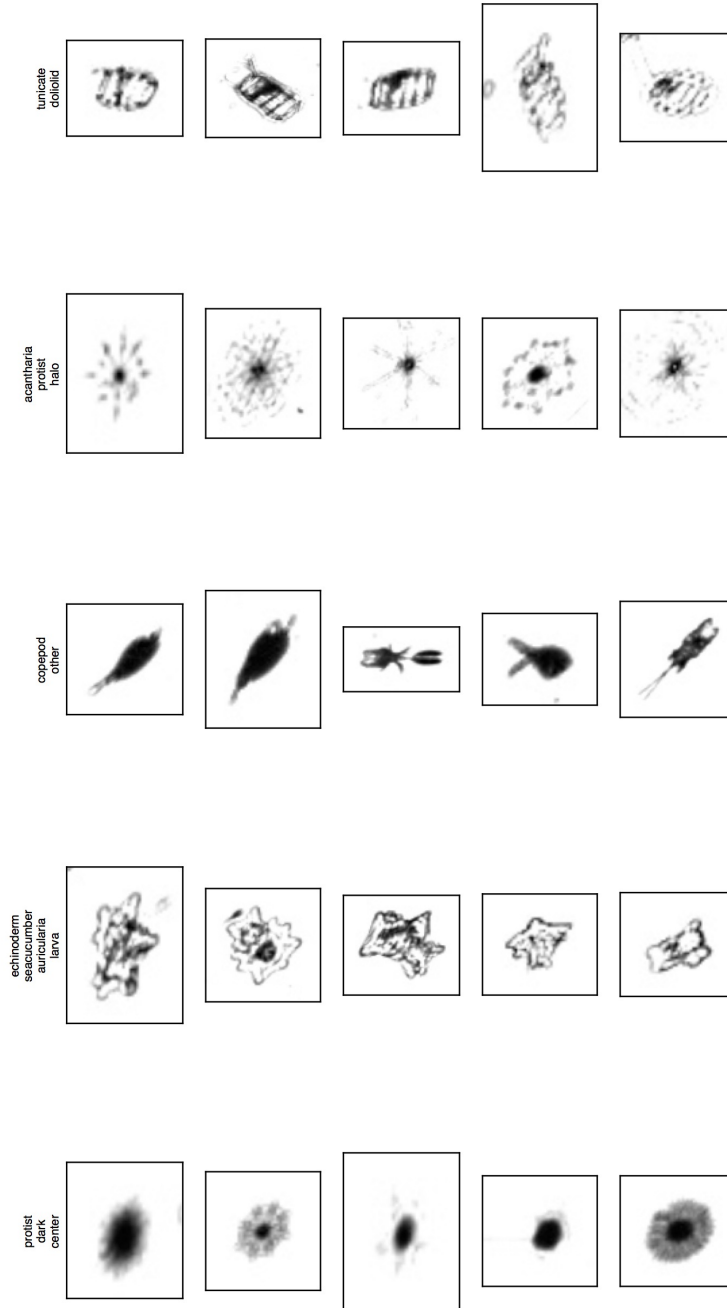 tunicate
doliolid
acantharia
protist
halo
copepod
other
echinoderm
seacucumber
auricularia
larva
protist
dark
center